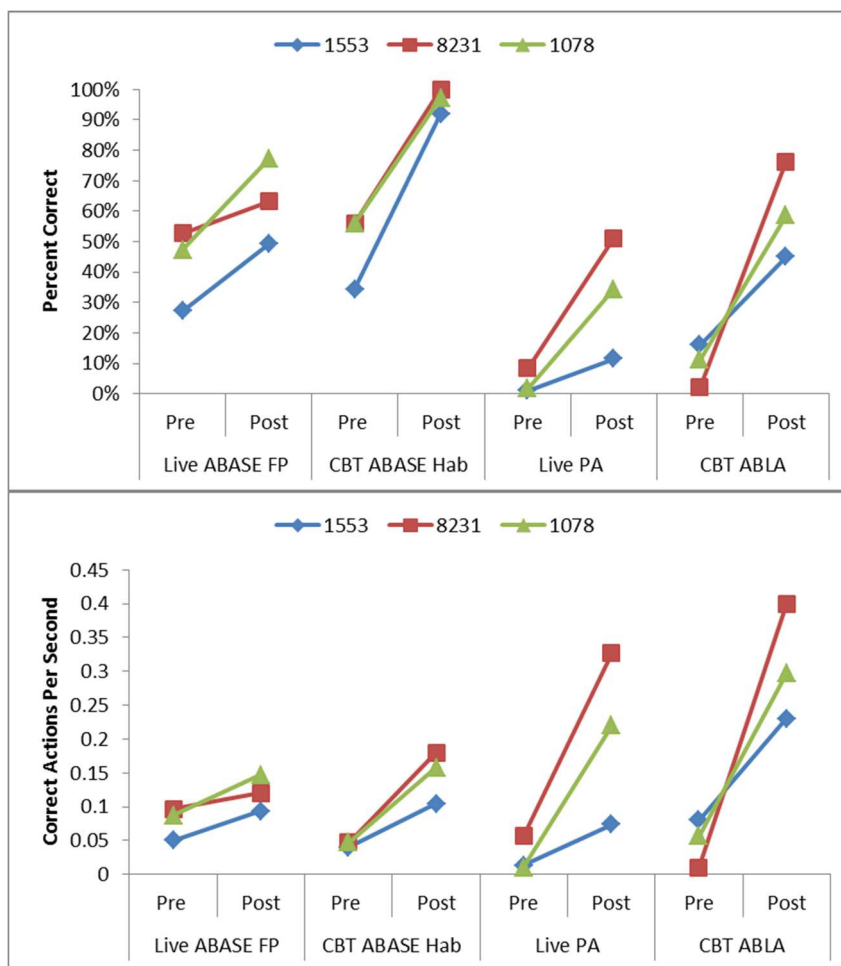 1553 8231 1078
100%
90%
80%
70%
60%
50%
40%
30%
20%
10%
0%
Percent Correct
Pre Post Pre Post Pre Post Pre Post
Live ABASE FP CBT ABASE Hab Live PA CBT ABLA
1553 8231 1078
0.45
0.4
0.35
0.3
0.25
0.2
0.15
0.1
0.05
0
Correct Actions Per Second
Pre Post Pre Post Pre Post Pre Post
Live ABASE FP CBT ABASE Hab Live PA CBT ABLA